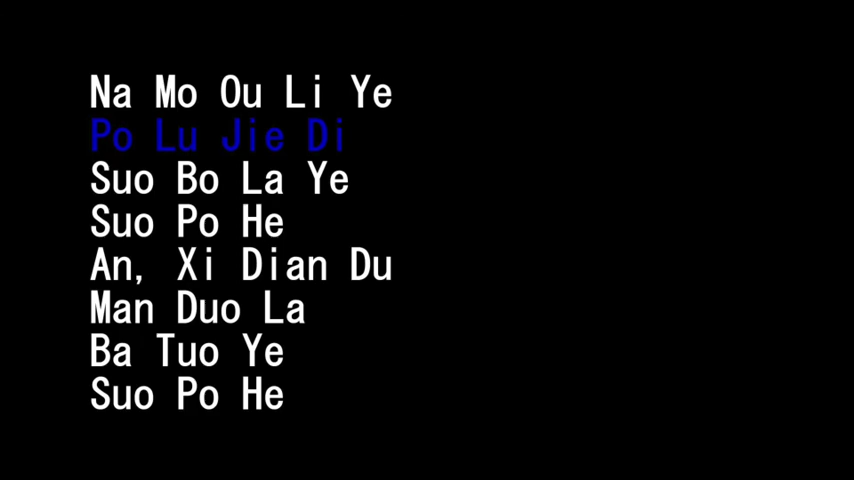 Na Mo Ou Li Ye
Po Lu Jie Di
Suo Bo La Ye
Suo Po He
An, Xi Dian Du
Man Duo La
Ba Tuo Ye
Suo Po He